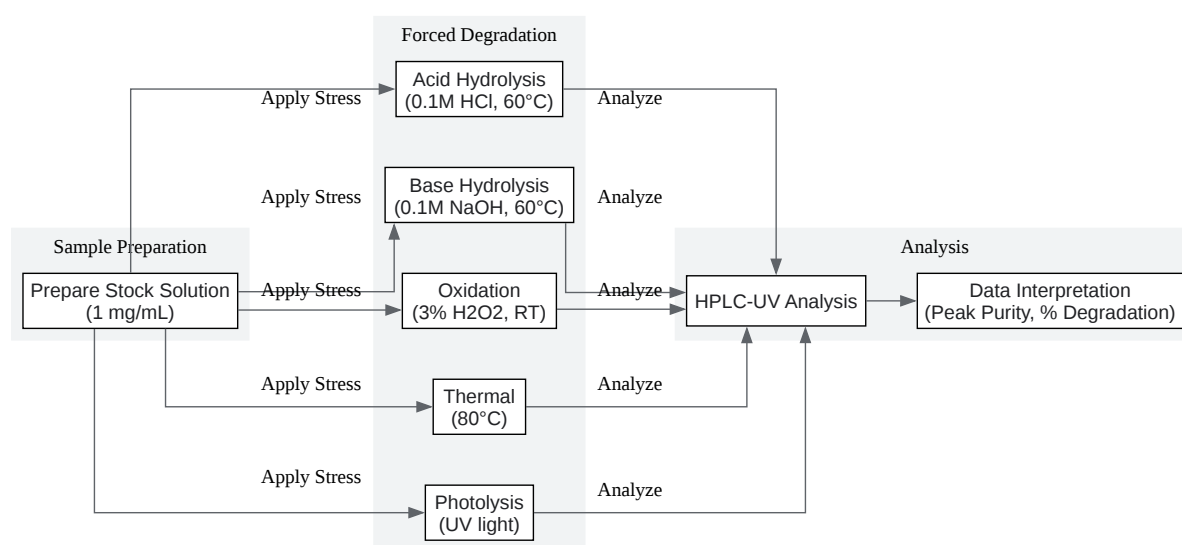 Forced Degradation
Acid Hydrolysis
(0.1M HCl, 60°C)
Apply Stress
Analyze
Base Hydrolysis
(0.1M NaOH, 60°C)
Apply Stress
Analyze
Sample Preparation
Analysis
Prepare Stock Solution
(1 mg/mL)
Apply Stress
Oxidation
(3% H2O2, RT)
Analyze
HPLC-UV Analysis
Data Interpretation
(Peak Purity, % Degradation)
Apply Stress
Thermal
(80°C)
Analyze
Apply Stress
Photolysis
(UV light)
Analyze